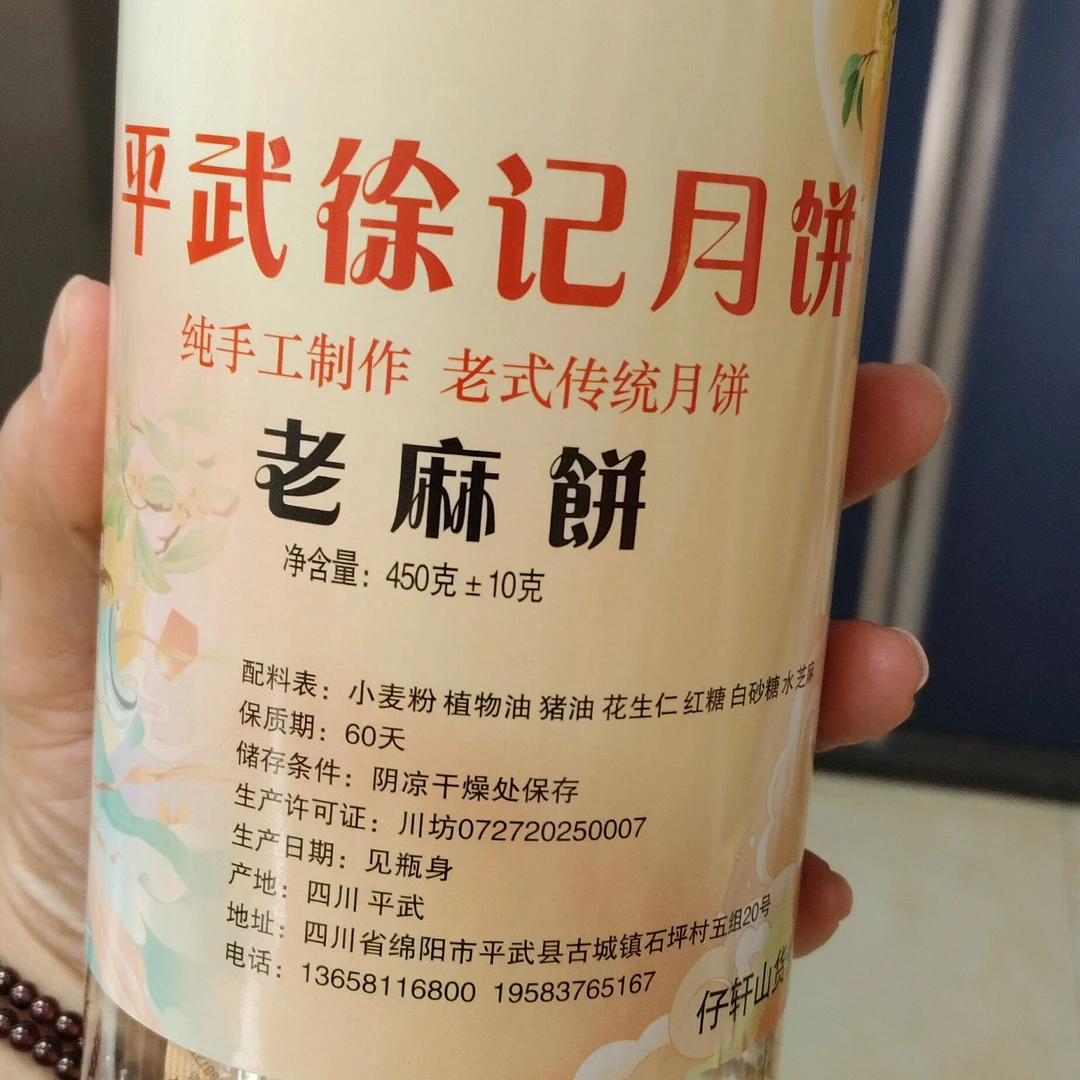 平武徐记月饼
纯手工制作 老式传统月饼
老麻餅
净含量：450克±10克
配料表：小麦粉 植物油 猪油 花生仁 红糖 白砂糖 水 芝麻
保质期：60天
储存条件：阴凉干燥处保存
生产许可证：川坊072720250007
生产日期：见瓶身
产地：四川 平武
地址：四川省绵阳市平武县古城镇石坪村五组20号
电话：13658116800 19583765167
仔轩山货